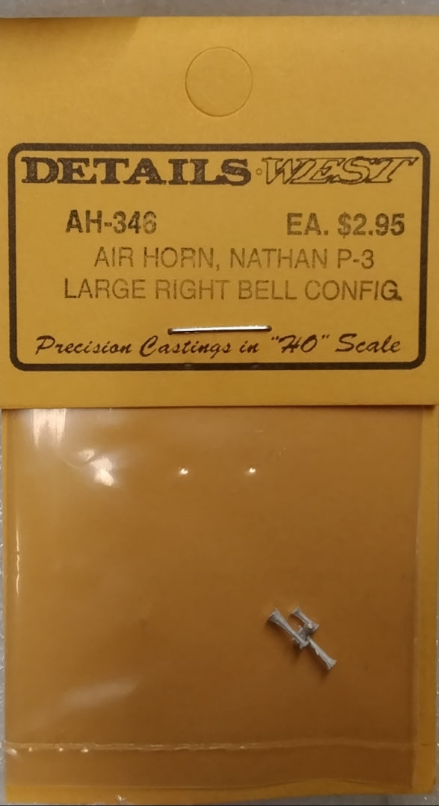 DETAILS·WEST
AH-346 EA. $2.95
AIR HORN, NATHAN P-3
LARGE RIGHT BELL CONFIG.
Precision Castings in "HO" Scale